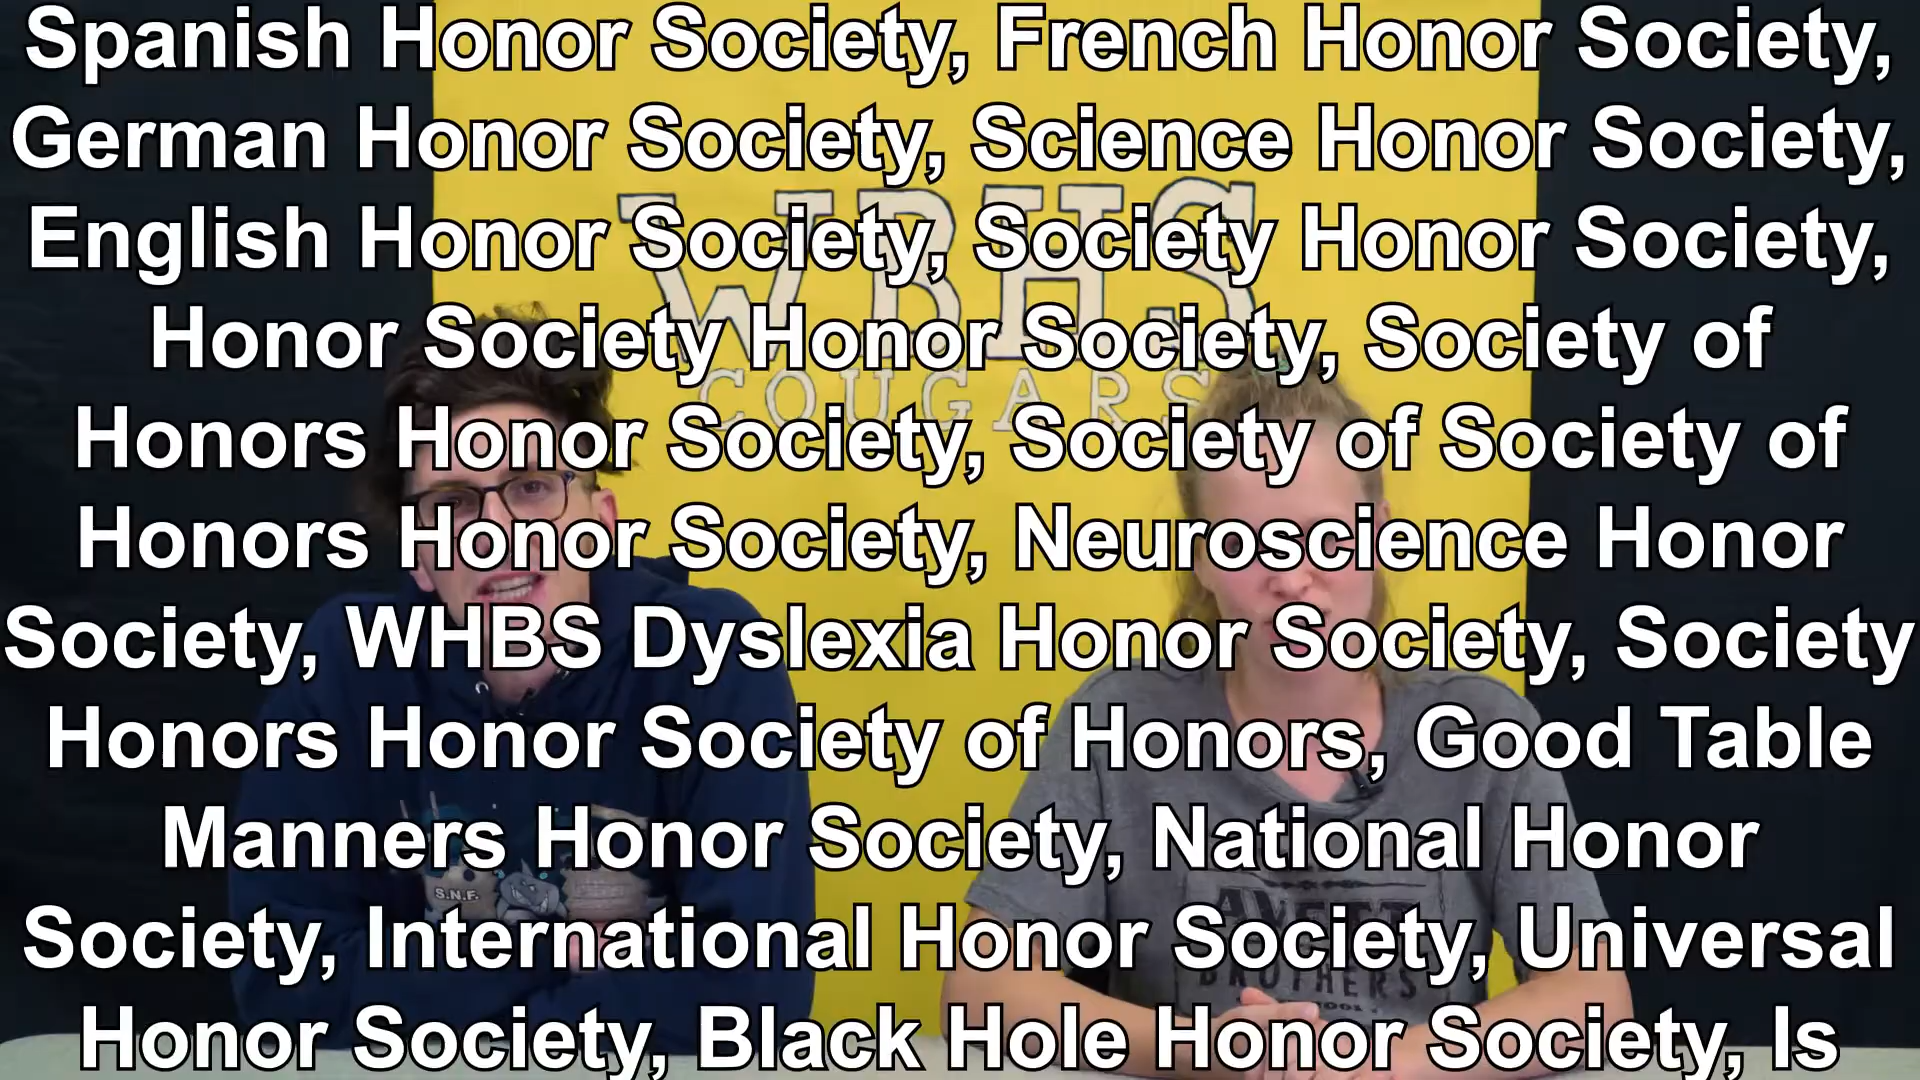 Spanish Honor Society, French Honor Society,
German Honor Society, Science Honor Society,
English Honor Society, Society Honor Society,
Honor Society Honor Society, Society of
Honors Honor Society, Society of Society of
Honors Honor Society, Neuroscience Honor
Society, WHBS Dyslexia Honor Society, Society
Honors Honor Society of Honors, Good Table
Manners Honor Society, National Honor
Society, International Honor Society, Universal
Honor Society, Black Hole Honor Society, Is
WBHS
COUGARS
S.N.F.
BROTHERS